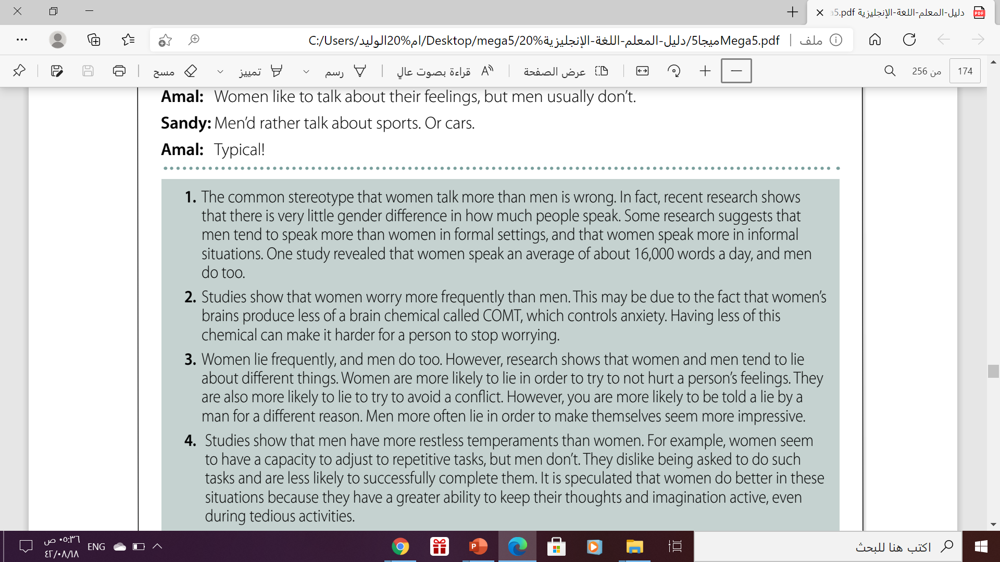 دليل-المعلم-اللغة-الإنجليزية a5.pdf
ملف
C:/Users/ام%20الوليد/Desktop/mega5/20%دليل-المعلم-اللغة-الإنجليزية/ميجا5Mega5.pdf
174
من 256
عرض الصفحة
قراءة بصوت عالٍ
رسم
تمييز
مسح
Amal: Women like to talk about their feelings, but men usually don’t.
Sandy: Men’d rather talk about sports. Or cars.
Amal: Typical!
1. The common stereotype that women talk more than men is wrong. In fact, recent research shows
that there is very little gender difference in how much people speak. Some research suggests that
men tend to speak more than women in formal settings, and that women speak more in informal
situations. One study revealed that women speak an average of about 16,000 words a day, and men
do too.
2. Studies show that women worry more frequently than men. This may be due to the fact that women’s
brains produce less of a brain chemical called COMT, which controls anxiety. Having less of this
chemical can make it harder for a person to stop worrying.
3. Women lie frequently, and men do too. However, research shows that women and men tend to lie
about different things. Women are more likely to lie in order to try to not hurt a person’s feelings. They
are also more likely to lie to try to avoid a conflict. However, you are more likely to be told a lie by a
man for a different reason. Men more often lie in order to make themselves seem more impressive.
4. Studies show that men have more restless temperaments than women. For example, women seem
to have a capacity to adjust to repetitive tasks, but men don’t. They dislike being asked to do such
tasks and are less likely to successfully complete them. It is speculated that women do better in these
situations because they have a greater ability to keep their thoughts and imagination active, even
during tedious activities.
اكتب هنا للبحث
ENG
٠٥:٣٦ ص
٤٢/٠٨/١٨